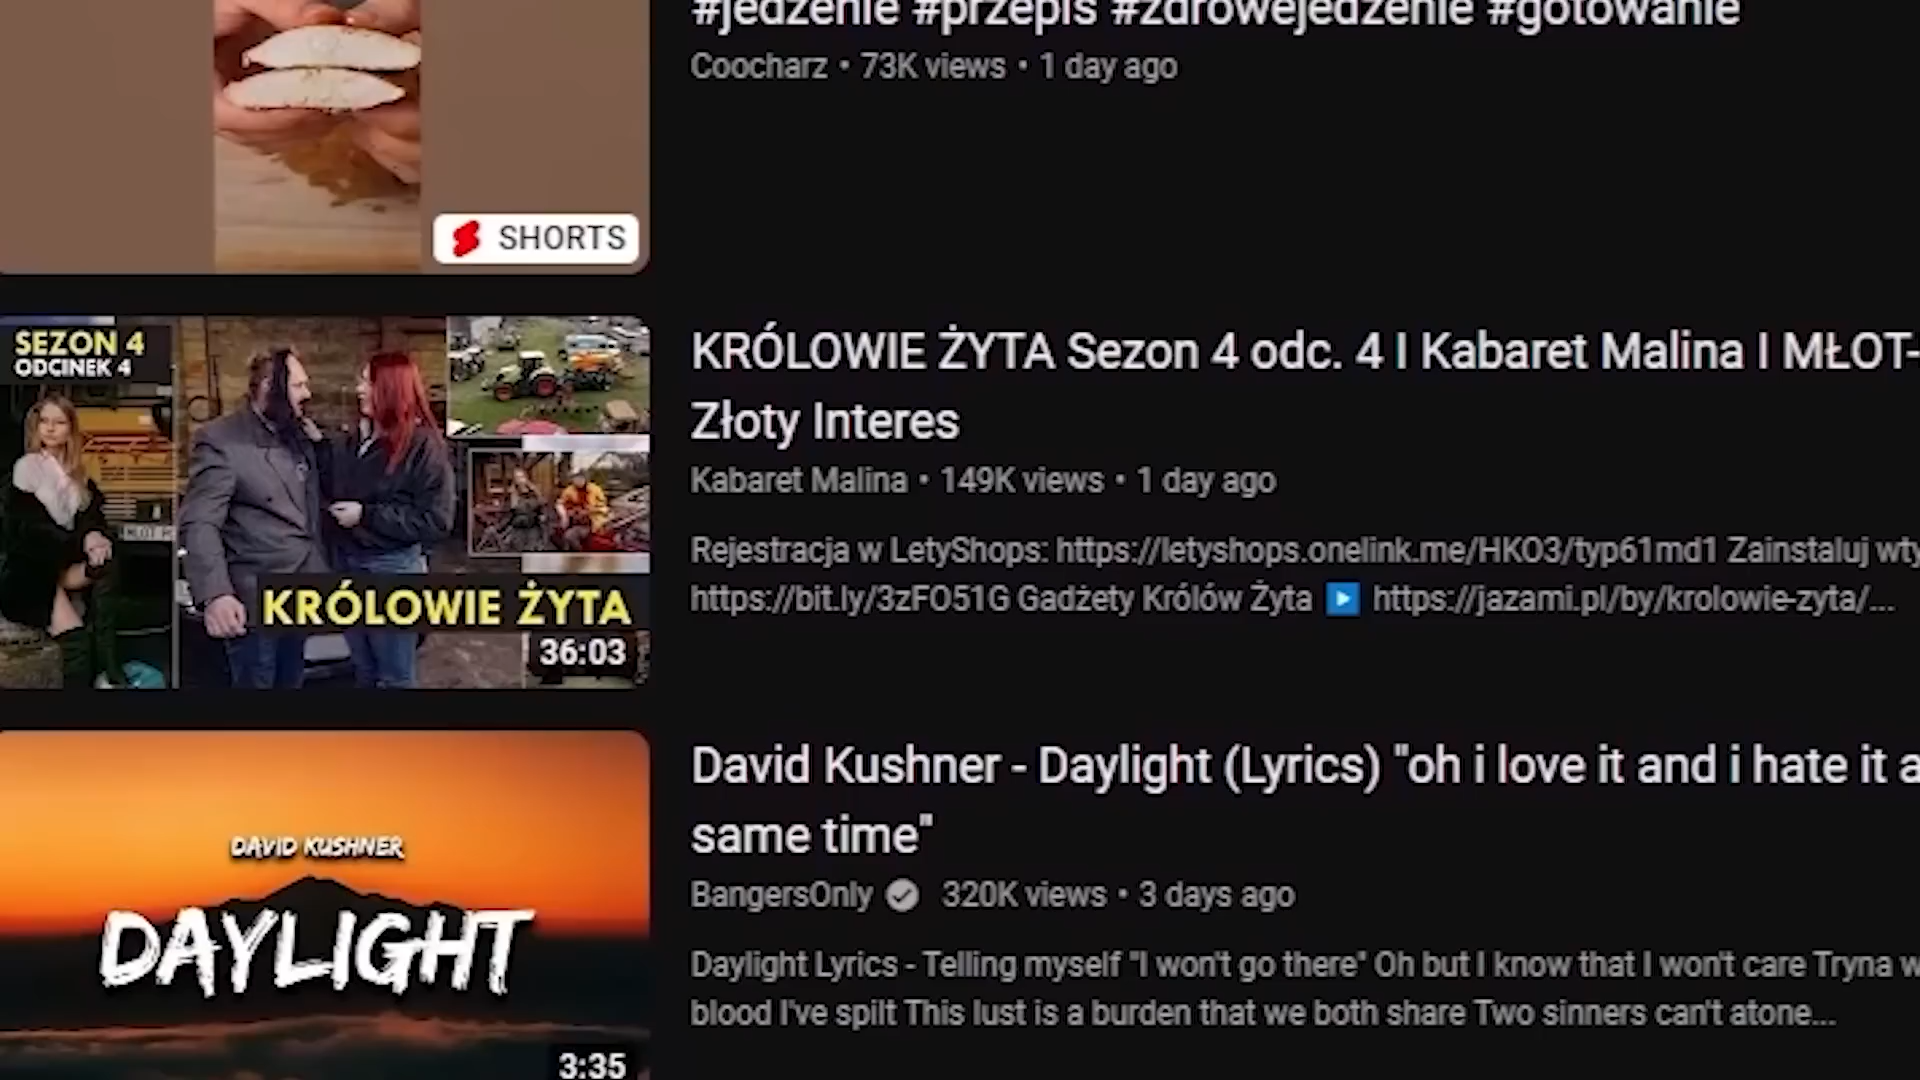 #jedzenie #przepis #zdrowejedzenie #gotowanie
Coocharz • 73K views • 1 day ago
SHORTS
SEZON 4
ODCINEK 4
KRÓLOWIE ŻYTA
36:03
KRÓLOWIE ŻYTA Sezon 4 odc. 4 I Kabaret Malina I MŁOT-
Złoty Interes
Kabaret Malina • 149K views • 1 day ago
Rejestracja w LetyShops: https://letyshops.onelink.me/HKO3/typ61md1 Zainstaluj wty
https://bit.ly/3zFO51G Gadżety Królów Żyta ▶ https://jazami.pl/by/krolowie-zyta/...
DAVID KUSHNER
DAYLIGHT
3:35
David Kushner - Daylight (Lyrics) "oh i love it and i hate it a
same time"
BangersOnly 320K views • 3 days ago
Daylight Lyrics - Telling myself "I won't go there" Oh but I know that I won't care Tryna w
blood I've spilt This lust is a burden that we both share Two sinners can't atone...